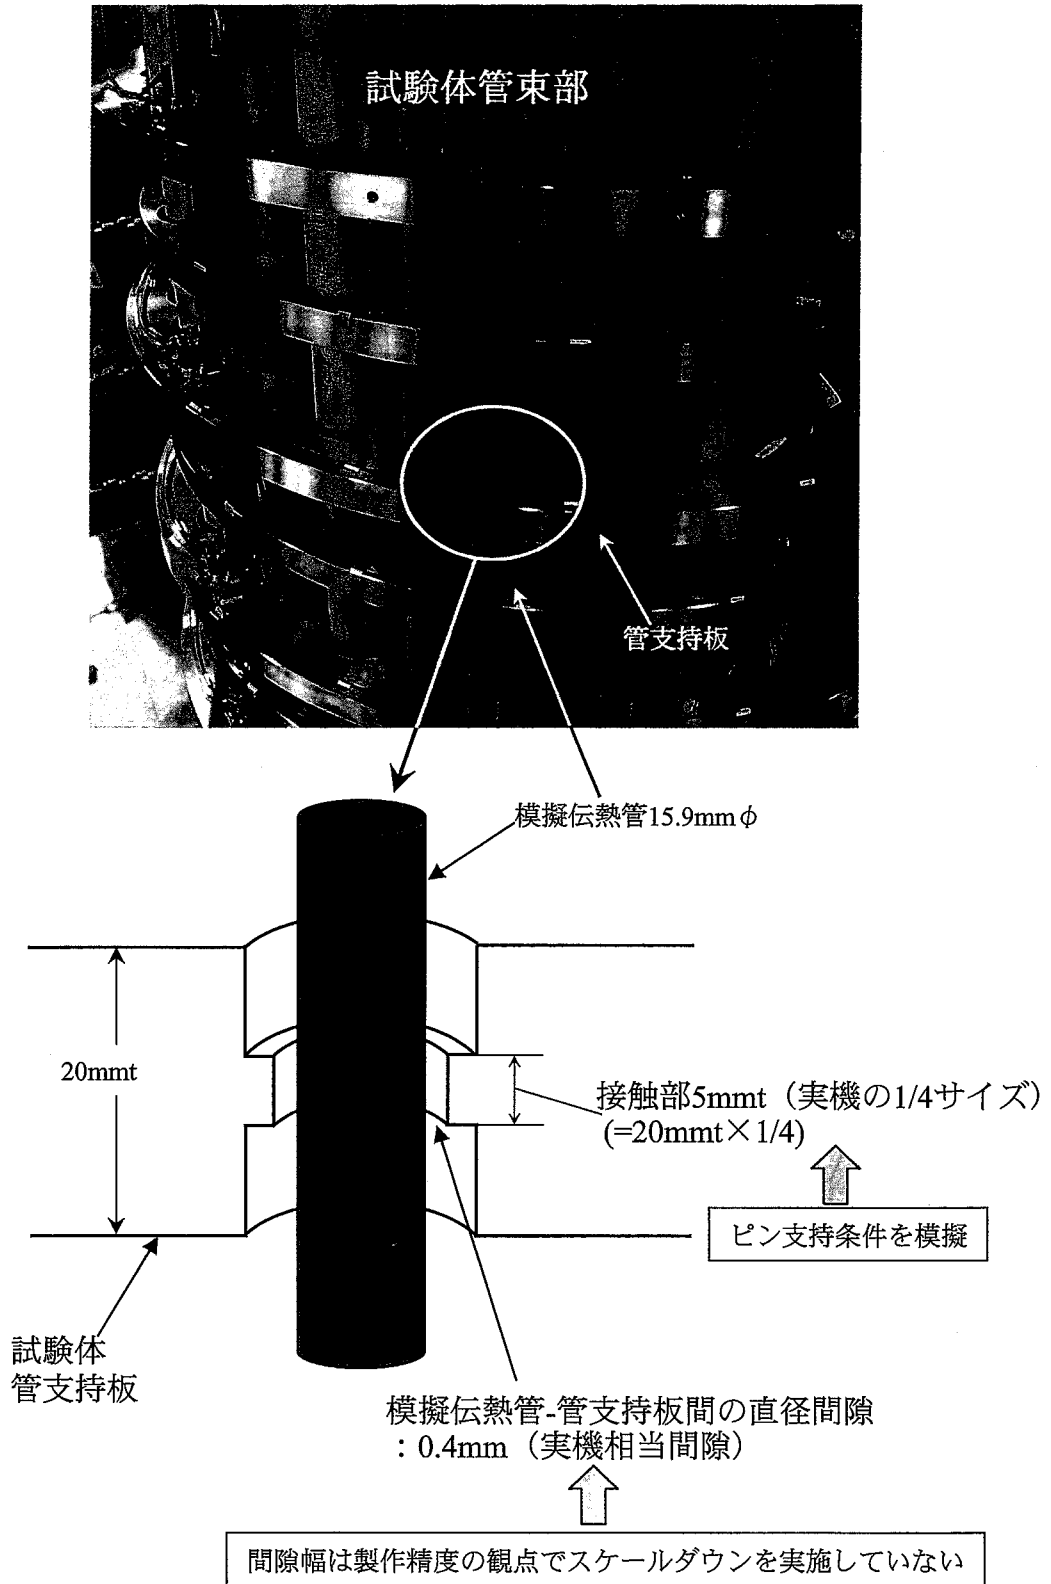 試験体管束部
管支持板
模擬伝熱管15.9mmφ
20mmt
接触部5mmt（実機の1/4サイズ）
(=20mmt×1/4)
ピン支持条件を模擬
試験体
管支持板
模擬伝熱管-管支持板間の直径間隙
：0.4mm（実機相当間隙）
間隙幅は製作精度の観点でスケールダウンを実施していない